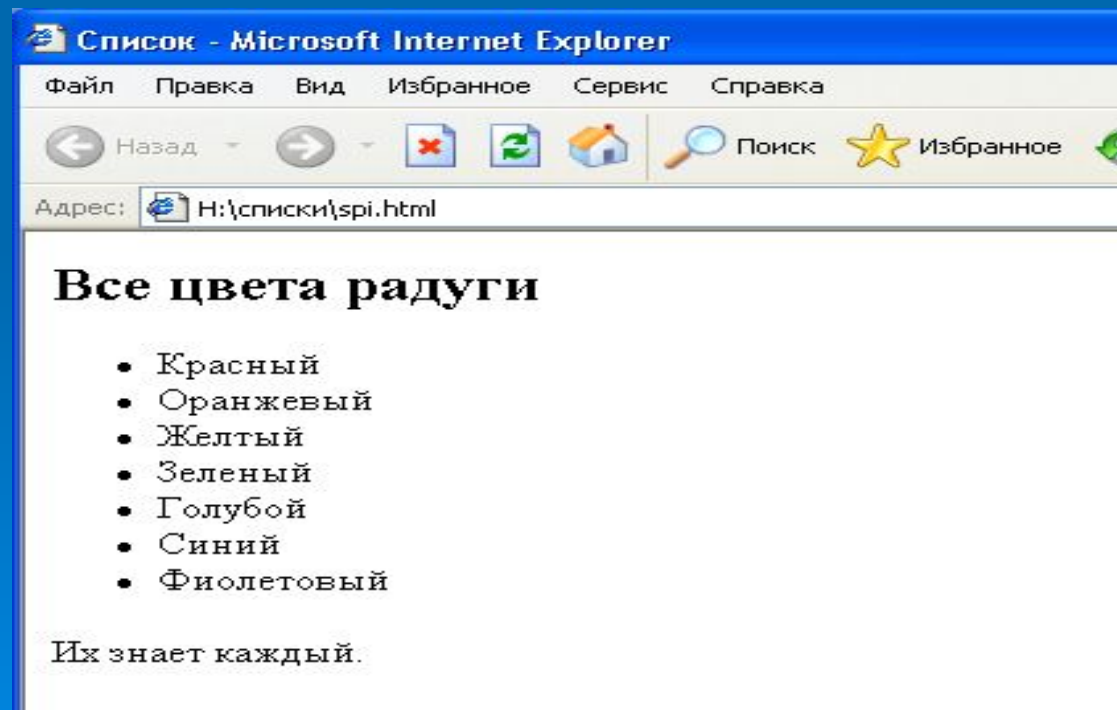 Список - Microsoft Internet Explorer
Файл Правка Вид Избранное Сервис Справка
Назад Поиск Избранное
Адрес: H:\списки\spi.html
Все цвета радуги
• Красный
• Оранжевый
• Желтый
• Зеленый
• Голубой
• Синий
• Фиолетовый
Их знает каждый.